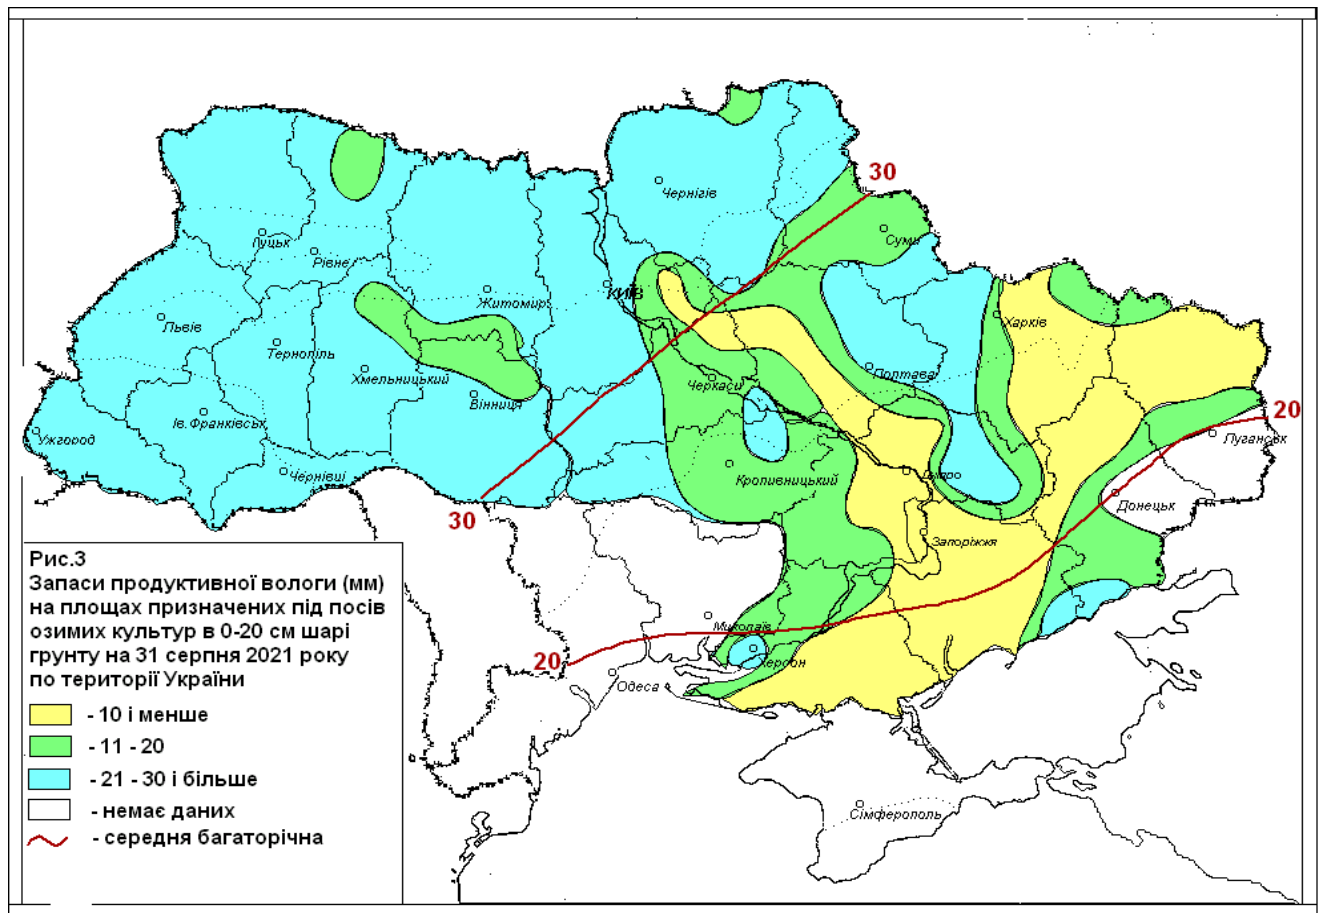 30
Чернігів
Суми
Луцьк
Рівне
Київ
Житомир
Харків
Львів
Тернопіль
Хмельницький
Полтава
Черкаси
Вінниця
20
Ів. Франківськ
Ужгород
Луганськ
Чернівці
Кропивницький
Донецьк
30
Запоріжжя
Рис.3
Запаси продуктивної вологи (мм)
на площах призначених під посів
озимих культур в 0-20 см шарі
грунту на 31 серпня 2021 року
по території України
Миколаїв
20
Херсон
Одеса
- 10 і менше
- 11 - 20
- 21 - 30 і більше
- немає даних
- середня багаторічна
Сімферополь